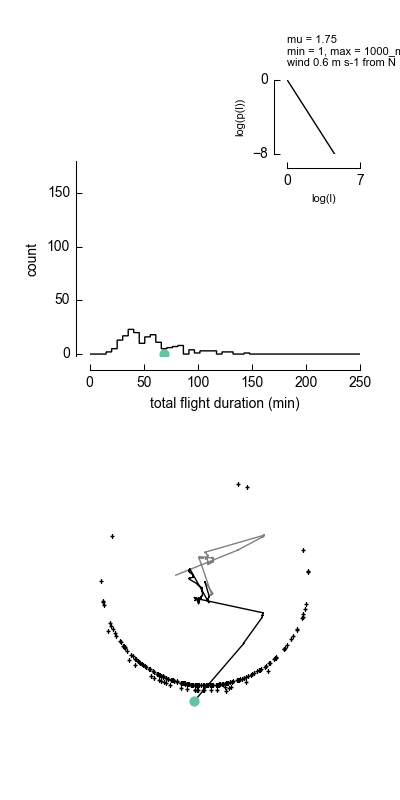 mu = 1.75
min = 1, max = 1000_m
wind 0.6 m s-1 from N
0
log(p(l))
−8
0 7
log(l)
150
100
count
50
0
0 50 100 150 200 250
total flight duration (min)